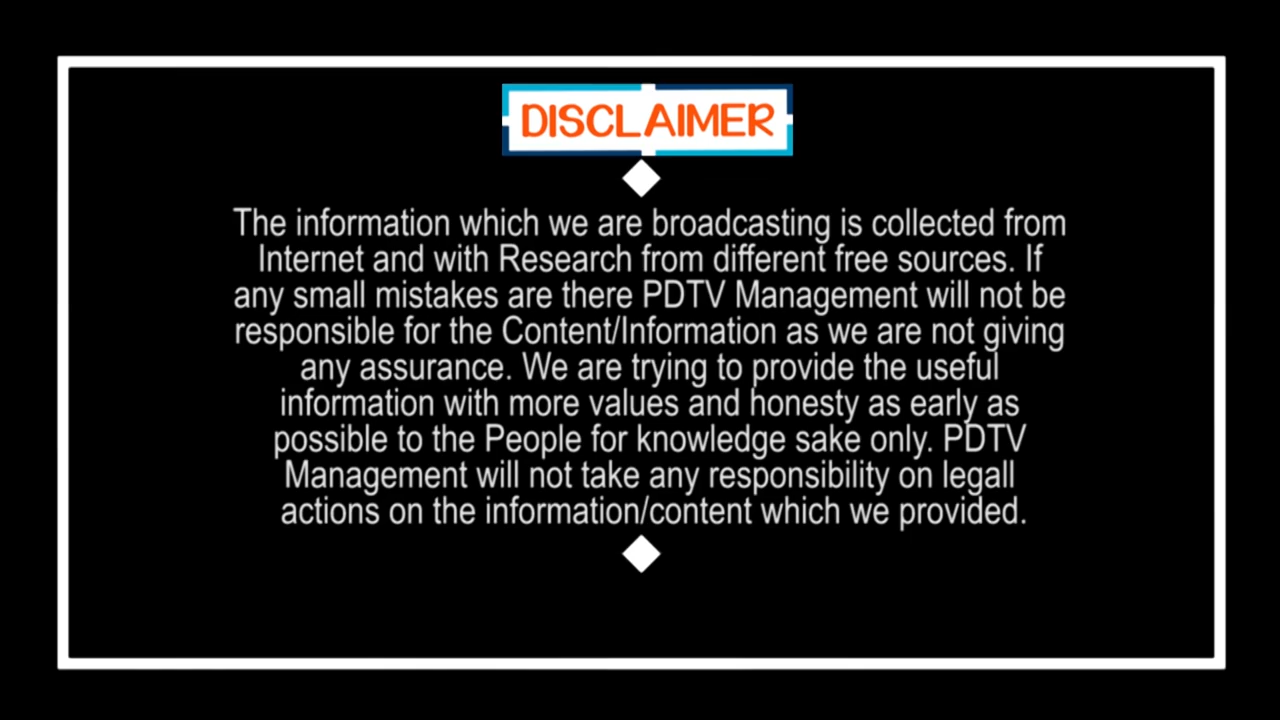 DISCLAIMER
The information which we are broadcasting is collected from
Internet and with Research from different free sources. If
any small mistakes are there PDTV Management will not be
responsible for the Content/Information as we are not giving
any assurance. We are trying to provide the useful
information with more values and honesty as early as
possible to the People for knowledge sake only. PDTV
Management will not take any responsibility on legall
actions on the information/content which we provided.